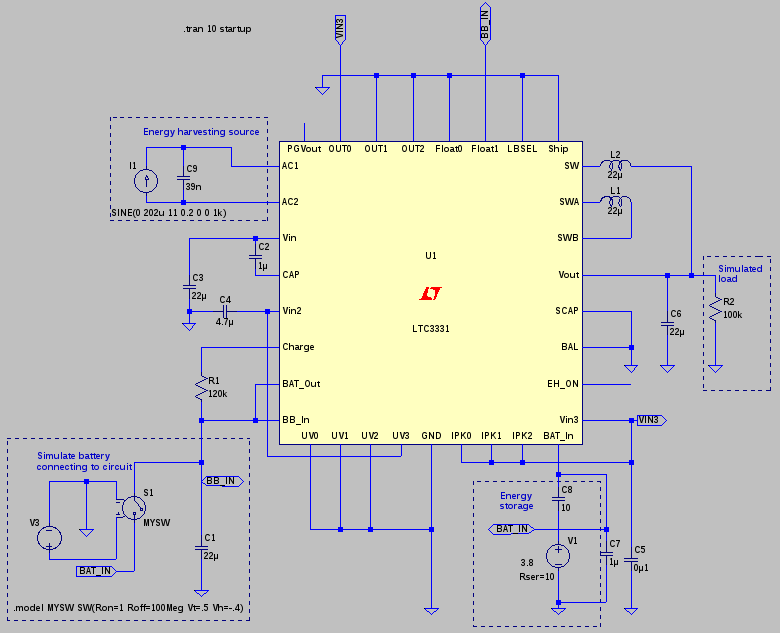 .tran 10 startup
VIN3
BB_IN
Energy harvesting source
PGVout OUT0 OUT1 OUT2 Float0 Float1 LBSEL Ship
I1
C9
39n
SINE(0 202u 11 0.2 0 0 1k)
AC1
AC2
SW
L2
22µ
SWA
L1
22µ
SWB
Vin
C2
1µ
CAP
C3
22µ
C4
4.7µ
Vin2
U1
LTC3331
Vout
Simulated
load
R2
100k
C6
22µ
SCAP
BAL
Charge
R1
120k
BAT_Out
EH_ON
BB_In
Vin3
VIN3
UV0 UV1 UV2 UV3 GND IPK0 IPK1 IPK2 BAT_In
Simulate battery
connecting to circuit
BB_IN
S1
MYSW
V3
BAT_IN
C1
22µ
.model MYSW SW(Ron=1 Roff=100Meg Vt=.5 Vh=-.4)
Energy
storage
C8
10
BAT_IN
V1
3.8
Rser=10
C7
1µ
C5
0µ1